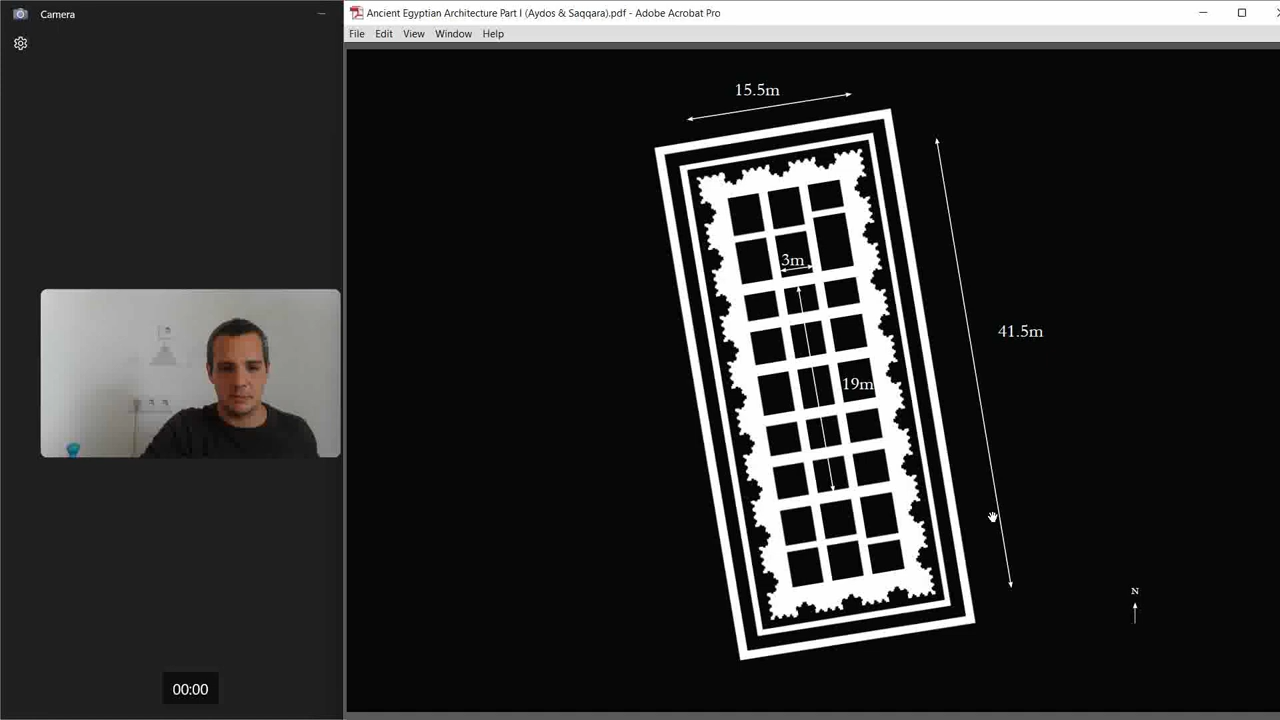 Camera
Ancient Egyptian Architecture Part I (Aydos & Saqqara).pdf - Adobe Acrobat Pro
File Edit View Window Help
15.5m
3m
41.5m
19m
N
00:00